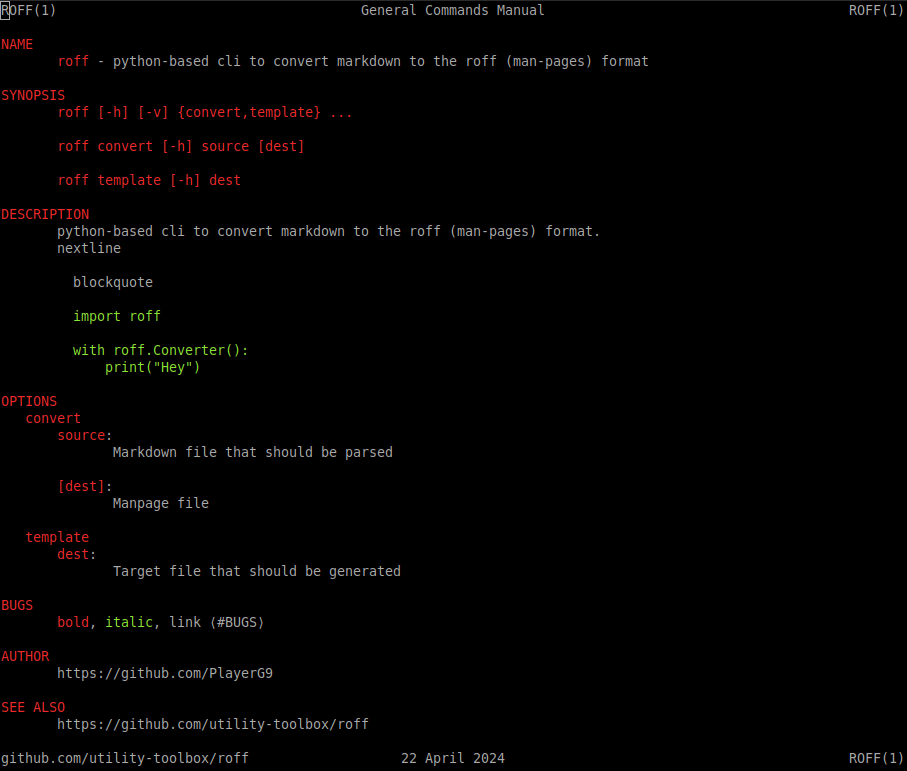 ROFF(1) General Commands Manual ROFF(1)
NAME
roff - python-based cli to convert markdown to the roff (man-pages) format
SYNOPSIS
roff [-h] [-v] {convert,template} ...
roff convert [-h] source [dest]
roff template [-h] dest
DESCRIPTION
python-based cli to convert markdown to the roff (man-pages) format.
nextline
blockquote
import roff
with roff.Converter():
print("Hey")
OPTIONS
convert
source:
Markdown file that should be parsed
[dest]:
Manpage file
template
dest:
Target file that should be generated
BUGS
bold, italic, link ⟨#BUGS⟩
AUTHOR
https://github.com/PlayerG9
SEE ALSO
https://github.com/utility-toolbox/roff
github.com/utility-toolbox/roff 22 April 2024 ROFF(1)